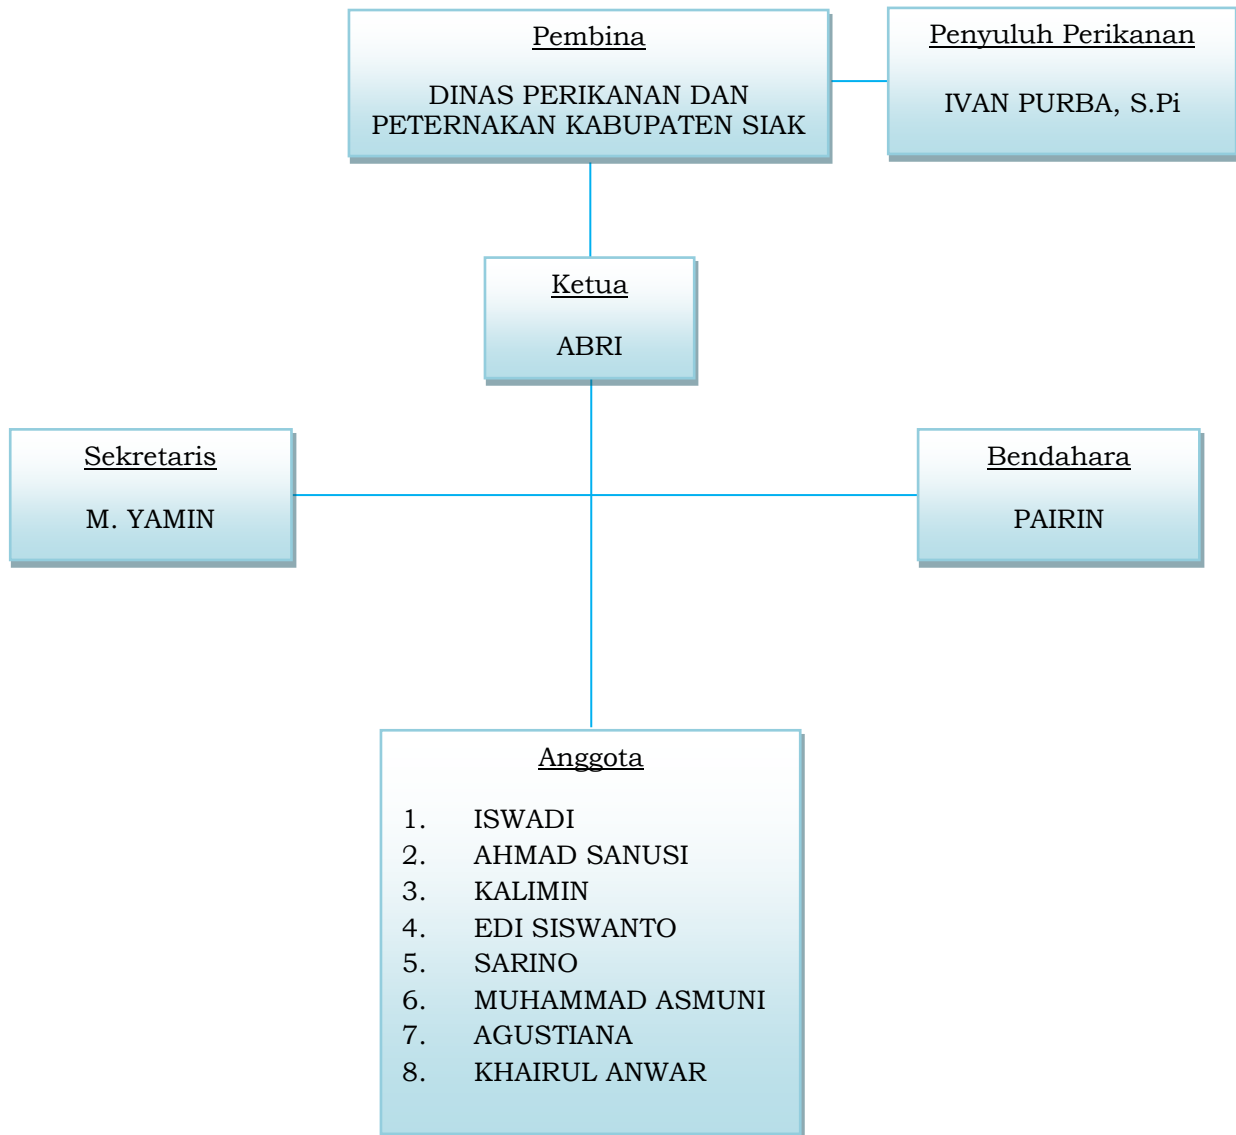 Pembina
DINAS PERIKANAN DAN
PETERNAKAN KABUPATEN SIAK
Penyuluh Perikanan
IVAN PURBA, S.Pi
Ketua
ABRI
Sekretaris
M. YAMIN
Bendahara
PAIRIN
Anggota
1. ISWADI
2. AHMAD SANUSI
3. KALIMIN
4. EDI SISWANTO
5. SARINO
6. MUHAMMAD ASMUNI
7. AGUSTIANA
8. KHAIRUL ANWAR